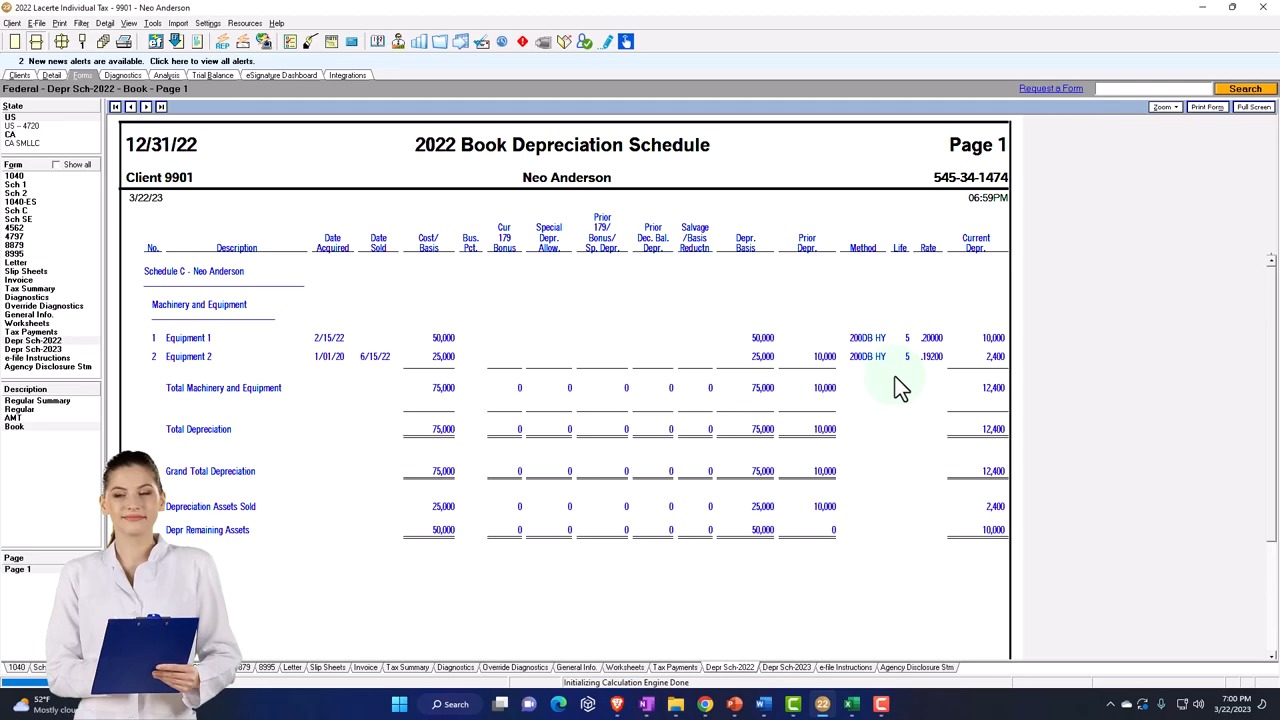 22 2022 Lacerte Individual Tax - 9901 - Neo Anderson
Client E-File Print Filter Detail View Tools Import Settings Resources Help
2 New news alerts are available. Click here to view all alerts.
Clients Detail Forms Diagnostics Analysis Trial Balance eSignature Dashboard Integrations
Federal - Depr Sch-2022 - Book - Page 1 Request a Form Search
Zoom Print Form Full Screen
State
US
US – 4720
CA
CA SMLLC
Form Show all
1040
Sch 1
Sch 2
1040-ES
Sch C
Sch SE
4562
4797
8879
8995
Letter
Slip Sheets
Invoice
Tax Summary
Diagnostics
Override Diagnostics
General Info.
Worksheets
Tax Payments
Depr Sch-2022
Depr Sch-2023
e-file Instructions
Agency Disclosure Stm
Description
Regular Summary
Regular
AMT
Book
Page
Page 1
12/31/22 2022 Book Depreciation Schedule Page 1
Client 9901 Neo Anderson 545-34-1474
3/22/23 06:59PM
No. Description Date Acquired Date Sold Cost/ Basis Bus. Pct. Cur 179 Bonus Special Depr. Allow. Prior 179/ Bonus/ Sp. Depr. Prior Dec. Bal. Depr. Salvage /Basis Reductn Depr. Basis Prior Depr. Method Life Rate Current Depr.
Schedule C - Neo Anderson
Machinery and Equipment
1 Equipment 1 2/15/22 50,000 50,000 200DB HY 5 .20000 10,000
2 Equipment 2 1/01/20 6/15/22 25,000 25,000 10,000 200DB HY 5 .19200 2,400
Total Machinery and Equipment 75,000 0 0 0 0 0 75,000 10,000 12,400
Total Depreciation 75,000 0 0 0 0 0 75,000 10,000 12,400
Grand Total Depreciation 75,000 0 0 0 0 0 75,000 10,000 12,400
Depreciation Assets Sold 25,000 0 0 0 0 0 25,000 10,000 2,400
Depr Remaining Assets 50,000 0 0 0 0 0 50,000 0 10,000
1040 Sch 879 8995 Letter Slip Sheets Invoice Tax Summary Diagnostics Override Diagnostics General Info. Worksheets Tax Payments Depr Sch-2022 Depr Sch-2023 e-file Instructions Agency Disclosure Stm
Initializing Calculation Engine Done
52°F
Mostly cloudy
Search
22
7:00 PM
3/22/2023